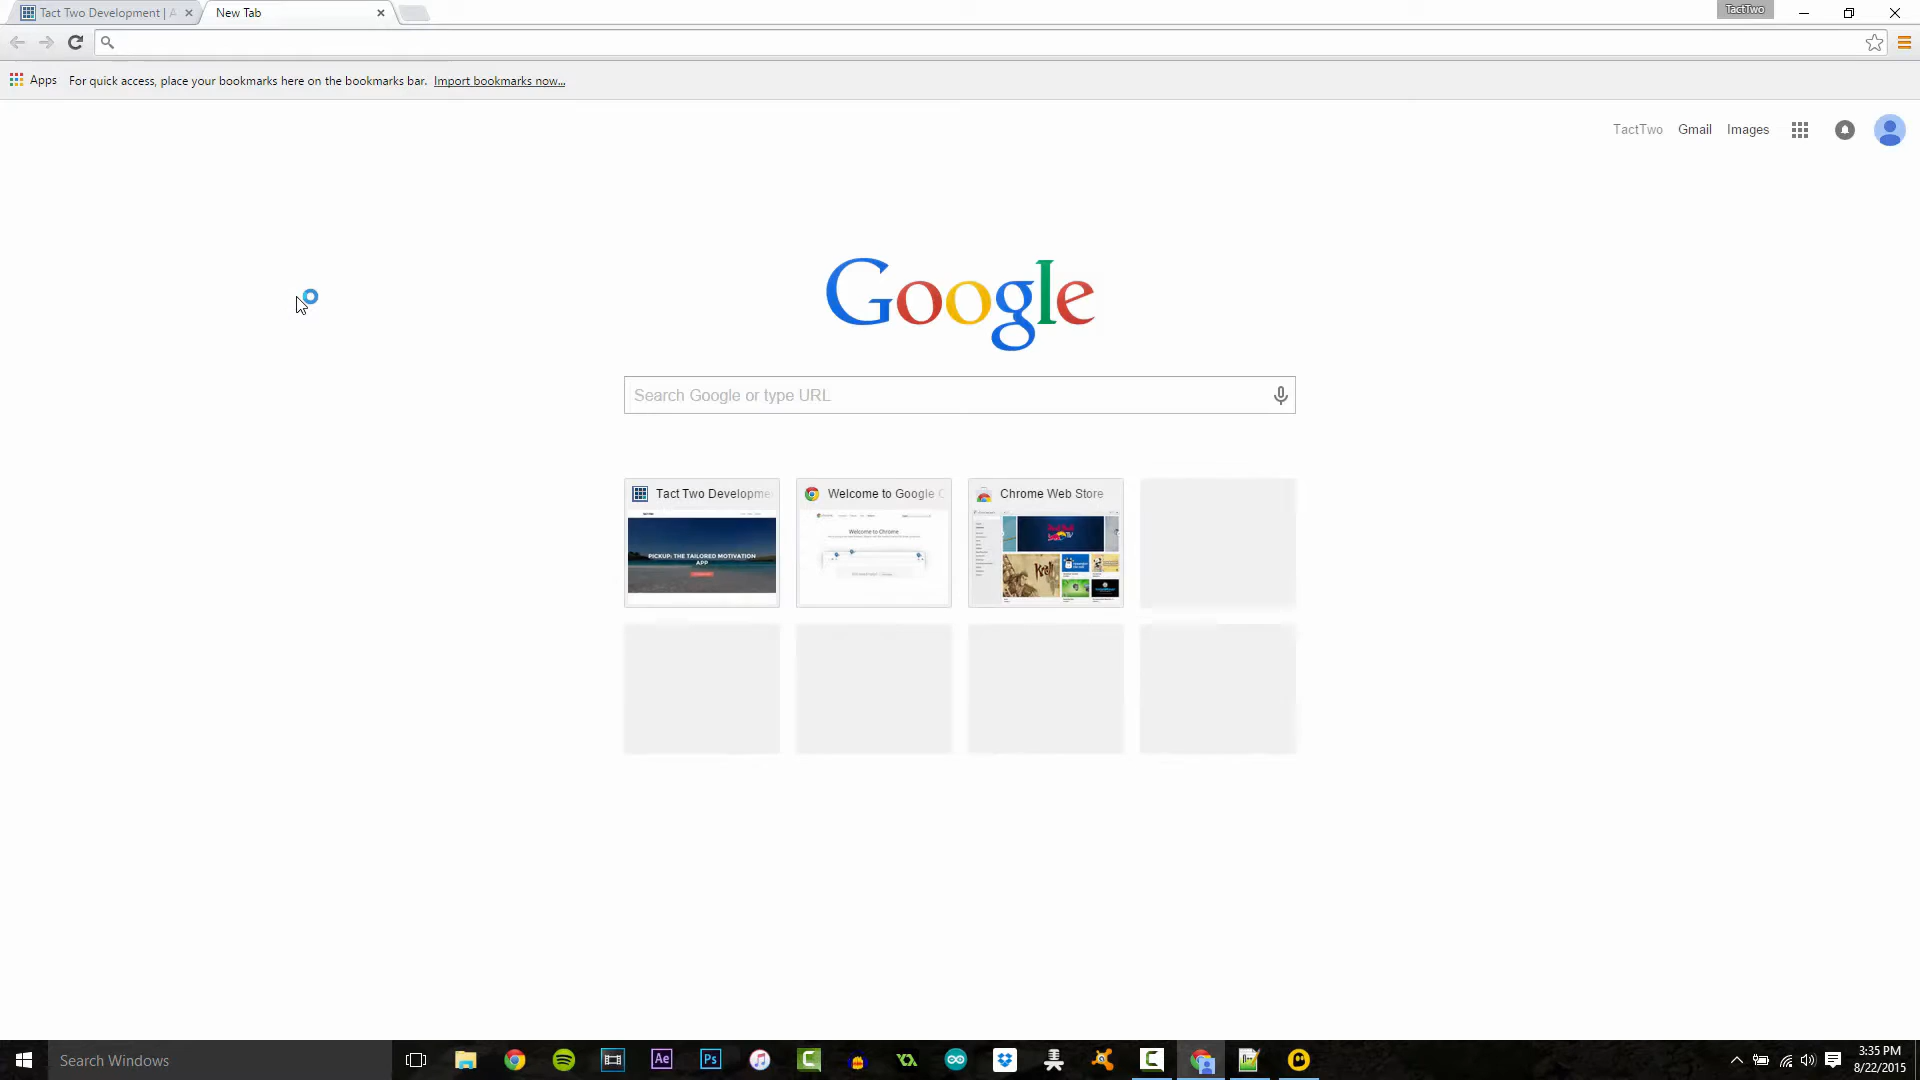 Tact Two Development | A
New Tab
TactTwo
Apps
For quick access, place your bookmarks here on the bookmarks bar. Import bookmarks now...
TactTwo
Gmail
Images
Google
Search Google or type URL
Tact Two Developme
Welcome to Google C
Chrome Web Store
PICKUP: THE TAILORED MOTIVATION
APP
Welcome to Chrome
Search Windows
Ae
Ps
3:35 PM
8/22/2015